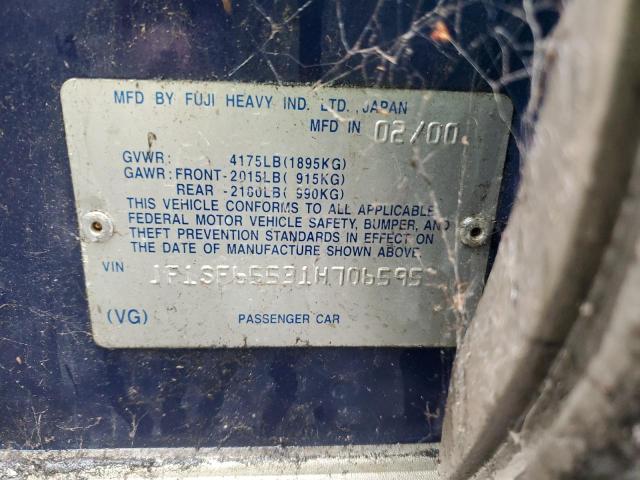 MFD BY FUJI HEAVY IND. LTD., JAPAN
MFD IN 02/00
GVWR: 4175LB(1895KG)
GAWR: FRONT-2015LB( 915KG)
REAR -2180LB( 990KG)
THIS VEHICLE CONFORMS TO ALL APPLICABLE
FEDERAL MOTOR VEHICLE SAFETY, BUMPER, AND
THEFT PREVENTION STANDARDS IN EFFECT ON
THE DATE OF MANUFACTURE SHOWN ABOVE.
VIN
(VG) PASSENGER CAR